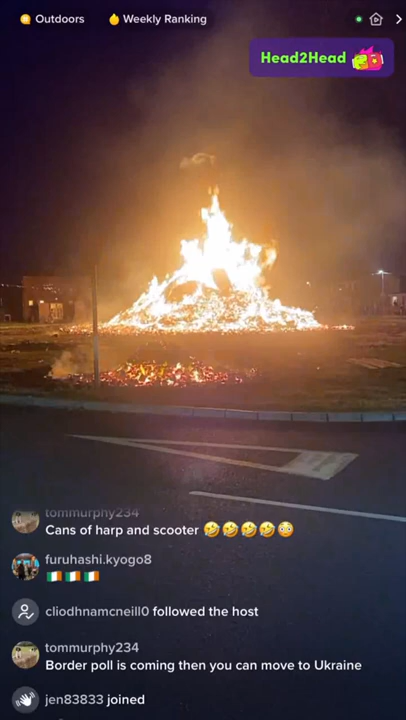 Outdoors
Weekly Ranking
Head2Head
tommurphy234
Cans of harp and scooter 🤣🤣🤣🤣😳
furuhashi.kyogo8
🇮🇪🇮🇪🇮🇪
cliodhnamcneill0 followed the host
tommurphy234
Border poll is coming then you can move to Ukraine
jen83833 joined